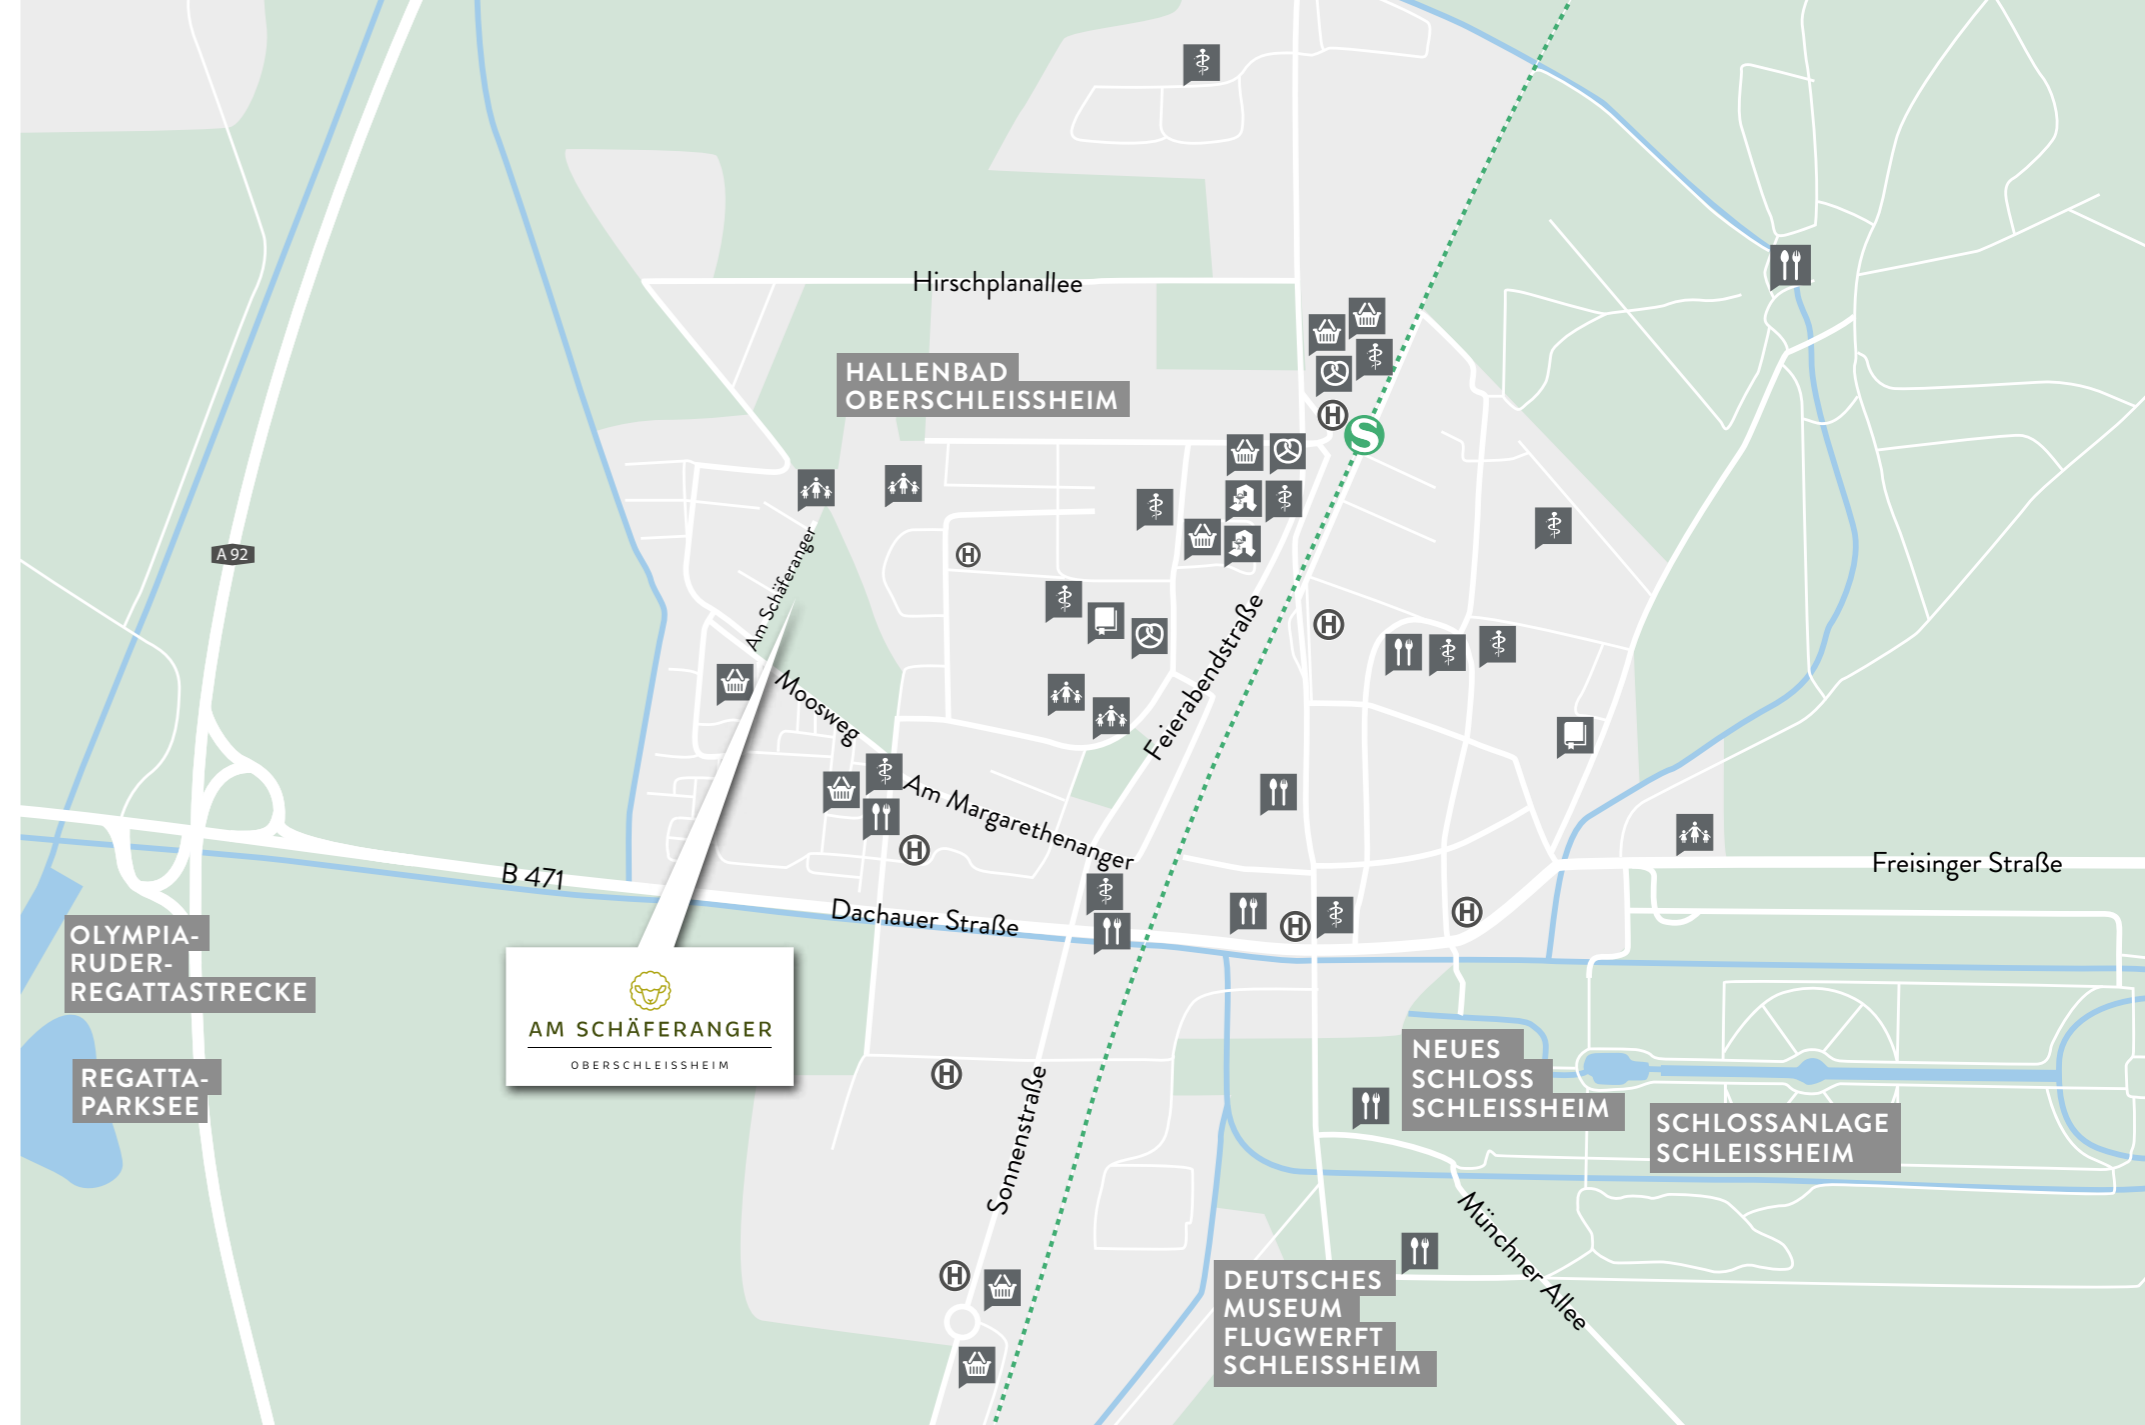 Hirschplanallee
HALLENBAD
OBERSCHLEISSHEIM
H
S
A 92
H
Am Schäferanger
Feierabendstraße
H
Moosweg
Am Margarethenanger
H
B 471
Dachauer Straße
Freisinger Straße
H
H
OLYMPIA-
RUDER-
REGATTASTRECKE
AM SCHÄFERANGER
OBERSCHLEISSHEIM
REGATTA-
PARKSEE
H
Sonnenstraße
NEUES
SCHLOSS
SCHLEISSHEIM
SCHLOSSANLAGE
SCHLEISSHEIM
Münchner Allee
H
DEUTSCHES
MUSEUM
FLUGWERFT
SCHLEISSHEIM